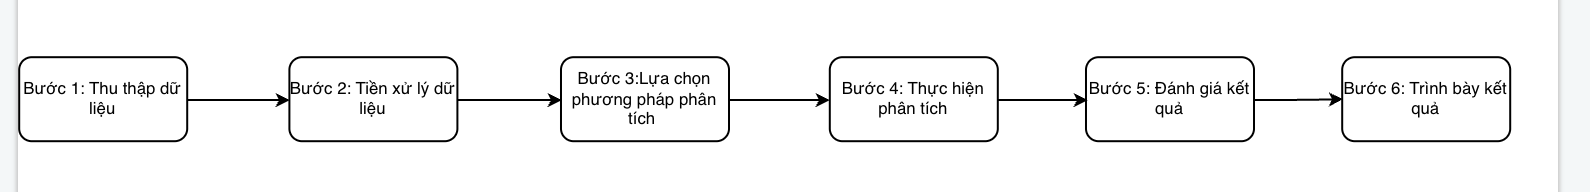 Bước 1: Thu thập dữ
liệu
Bước 2: Tiền xử lý dữ
liệu
Bước 3:Lựa chọn
phương pháp phân
tích
Bước 4: Thực hiện
phân tích
Bước 5: Đánh giá kết
quả
Bước 6: Trình bày kết
quả